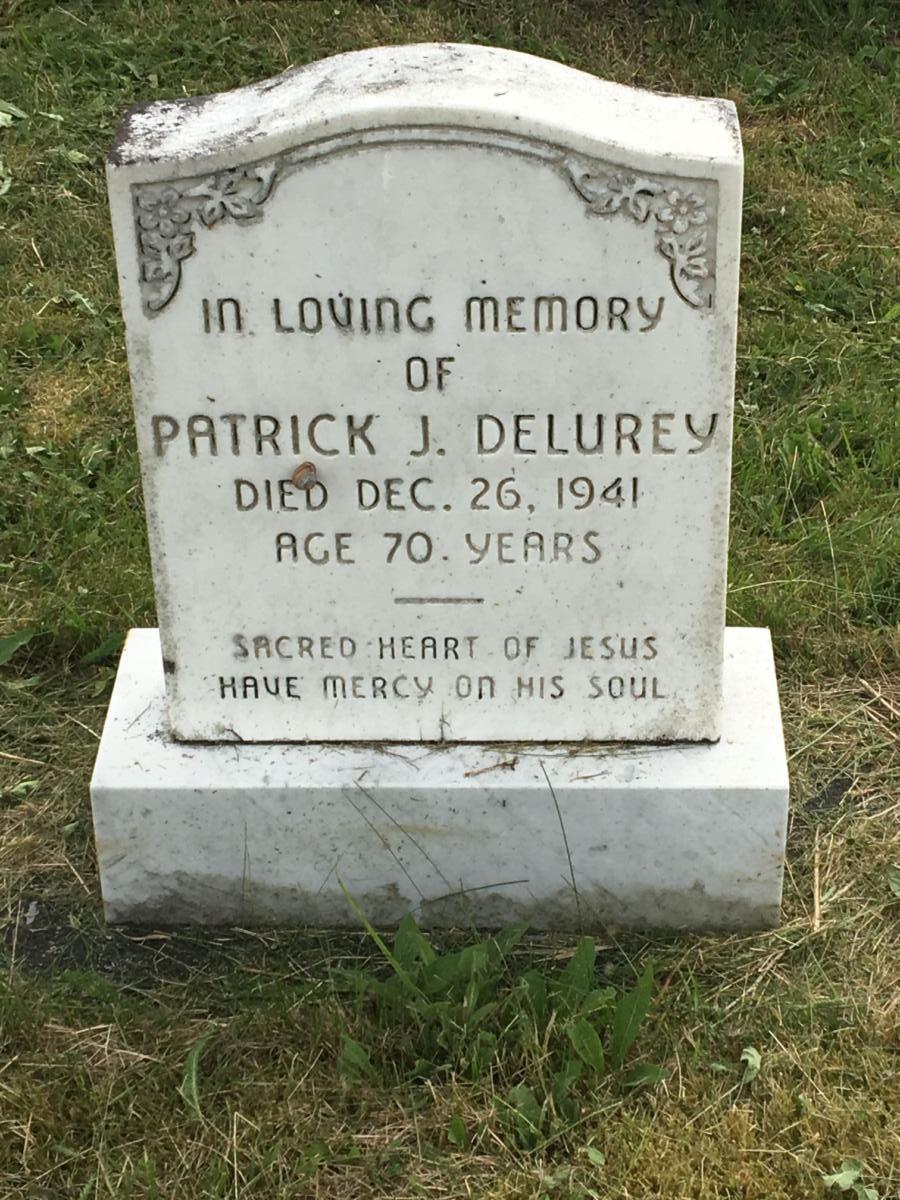 IN LOVING MEMORY
OF
PATRICK J. DELUREY
DIED DEC. 26, 1941
AGE 70 YEARS
SACRED HEART OF JESUS
HAVE MERCY ON HIS SOUL